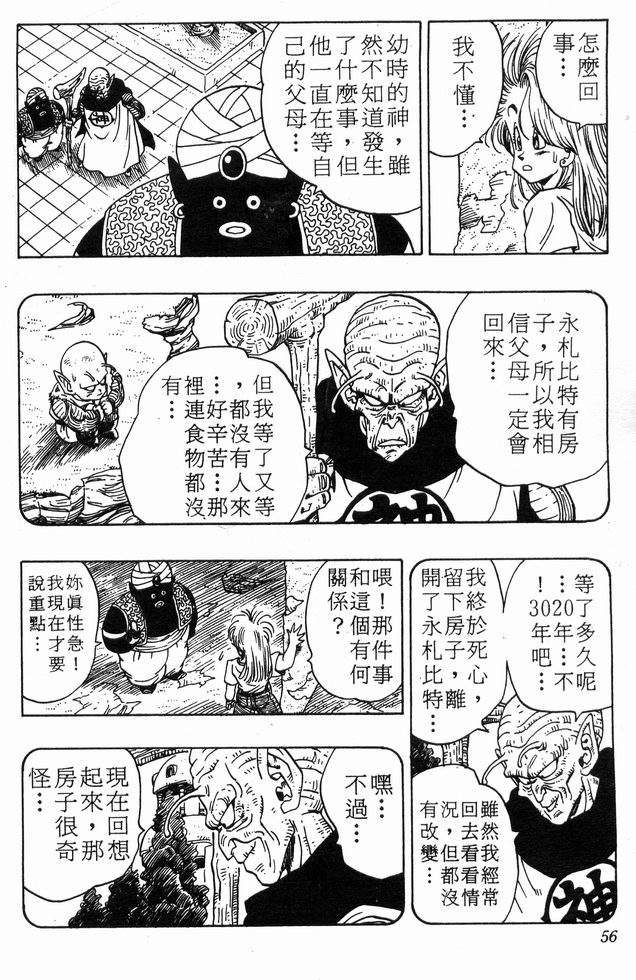 怎麼回
事…
我不懂…
幼時的神，雖
然不知道發生
了什麼事，但
他一直在等自
己的父母…
神
永札比特有房
子，所以我相
信父母一定會
回來…
但我等了又等
，都沒有人來
…好辛苦…那
裡連食物都沒
有…
神
等了多久呢
…20年…不
！30年吧…
我終於死心，
留下房子，離
開了永札比特…
雖然我經常
回去看看情
況，但都沒
有改變…
神
喂！那件事
和這個有何
關係？
妳眞性急！
我現在才要
說重點…
嘿…
不過…
現在回想
起來，那
房子很奇
怪…
56